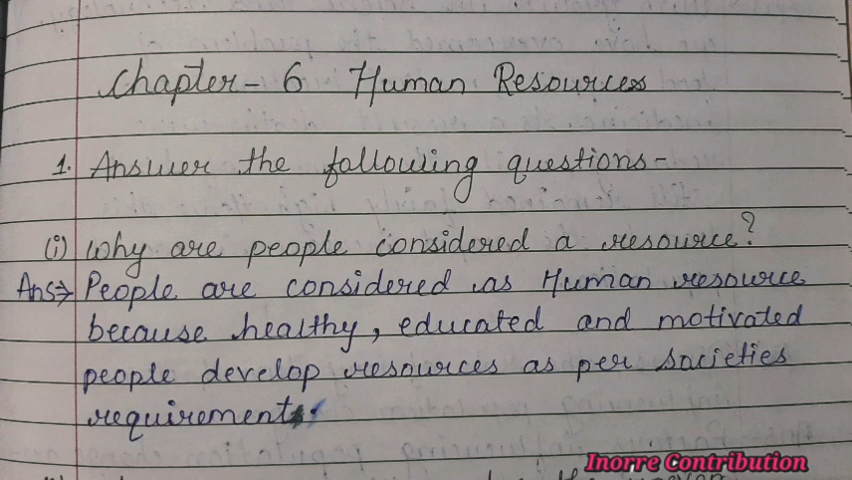 Chapter - 6 Human Resources
1. Answer the following questions -
(i) Why are people considered a resource?
Ans⇒ People are considered as Human resource
because healthy, educated and motivated
people develop resources as per societies
requirements.
Inorre Contribution